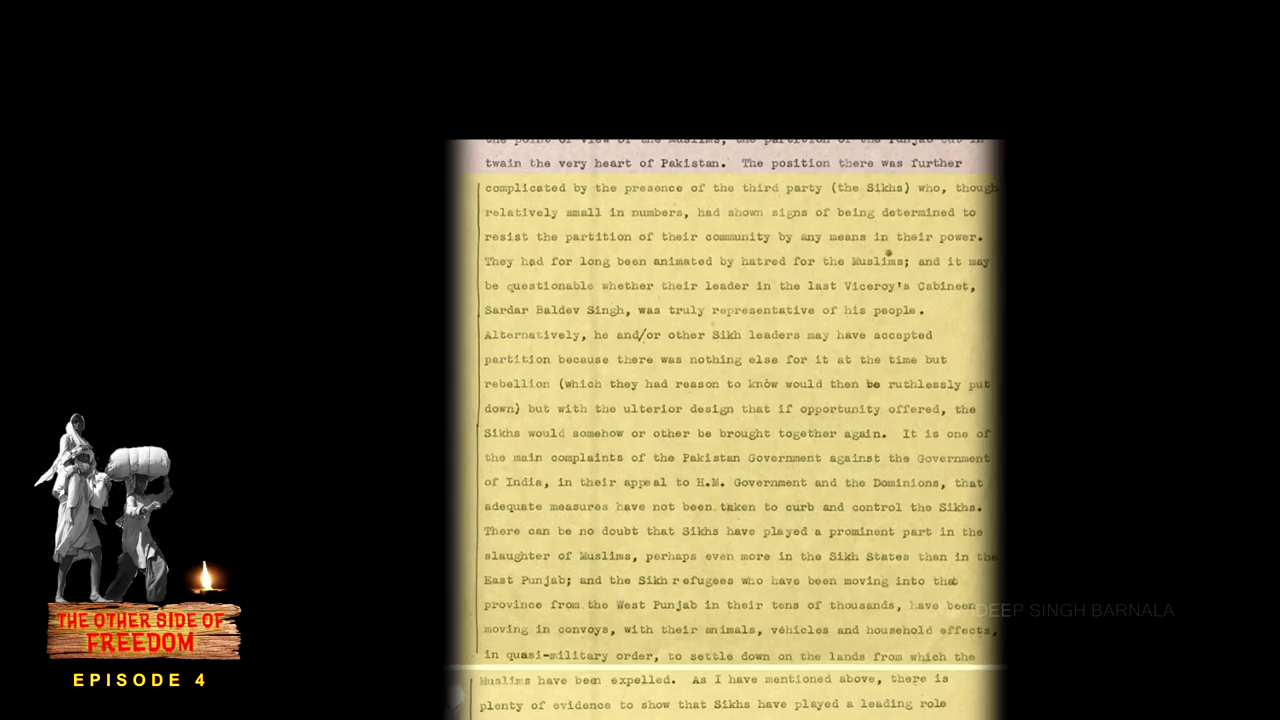 the point of view of the Muslims, the partition of the Punjab cut in
twain the very heart of Pakistan. The position there was further
complicated by the presence of the third party (the Sikhs) who, though
relatively small in numbers, had shown signs of being determined to
resist the partition of their community by any means in their power.
They had for long been animated by hatred for the Muslims; and it may
be questionable whether their leader in the last Viceroy's Cabinet,
Sardar Baldev Singh, was truly representative of his people.
Alternatively, he and/or other Sikh leaders may have accepted
partition because there was nothing else for it at the time but
rebellion (which they had reason to know would then be ruthlessly put
down) but with the ulterior design that if opportunity offered, the
Sikhs would somehow or other be brought together again. It is one of
the main complaints of the Pakistan Government against the Government
of India, in their appeal to H.M. Government and the Dominions, that
adequate measures have not been taken to curb and control the Sikhs.
There can be no doubt that Sikhs have played a prominent part in the
slaughter of Muslims, perhaps even more in the Sikh States than in the
East Punjab; and the Sikh refugees who have been moving into that
province from the West Punjab in their tens of thousands, have been
moving in convoys, with their animals, vehicles and household effects,
in quasi-military order, to settle down on the lands from which the
Muslims have been expelled. As I have mentioned above, there is
plenty of evidence to show that Sikhs have played a leading role
DEEP SINGH BARNALA
THE OTHER SIDE OF
FREEDOM
EPISODE 4